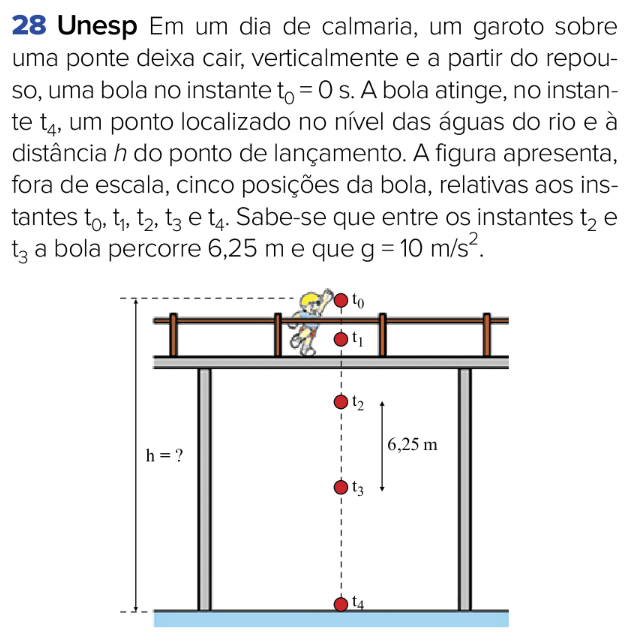 28 Unesp Em um dia de calmaria, um garoto sobre
uma ponte deixa cair, verticalmente e a partir do repou-
so, uma bola no instante t₀ = 0 s. A bola atinge, no instan-
te t₄, um ponto localizado no nível das águas do rio e à
distância h do ponto de lançamento. A figura apresenta,
fora de escala, cinco posições da bola, relativas aos ins-
tantes t₀, t₁, t₂, t₃ e t₄. Sabe-se que entre os instantes t₂ e
t₃ a bola percorre 6,25 m e que g = 10 m/s².
t₀
t₁
t₂
6,25 m
h = ?
t₃
t₄